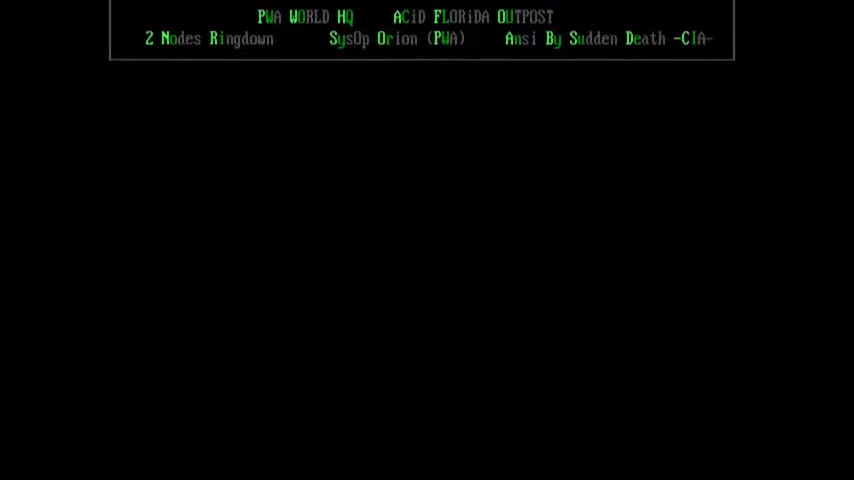 PWA WORLD HQ ACiD FLORiDA OUTPOST
2 Nodes Ringdown SysOp Orion (PWA) Ansi By Sudden Death -CIA-